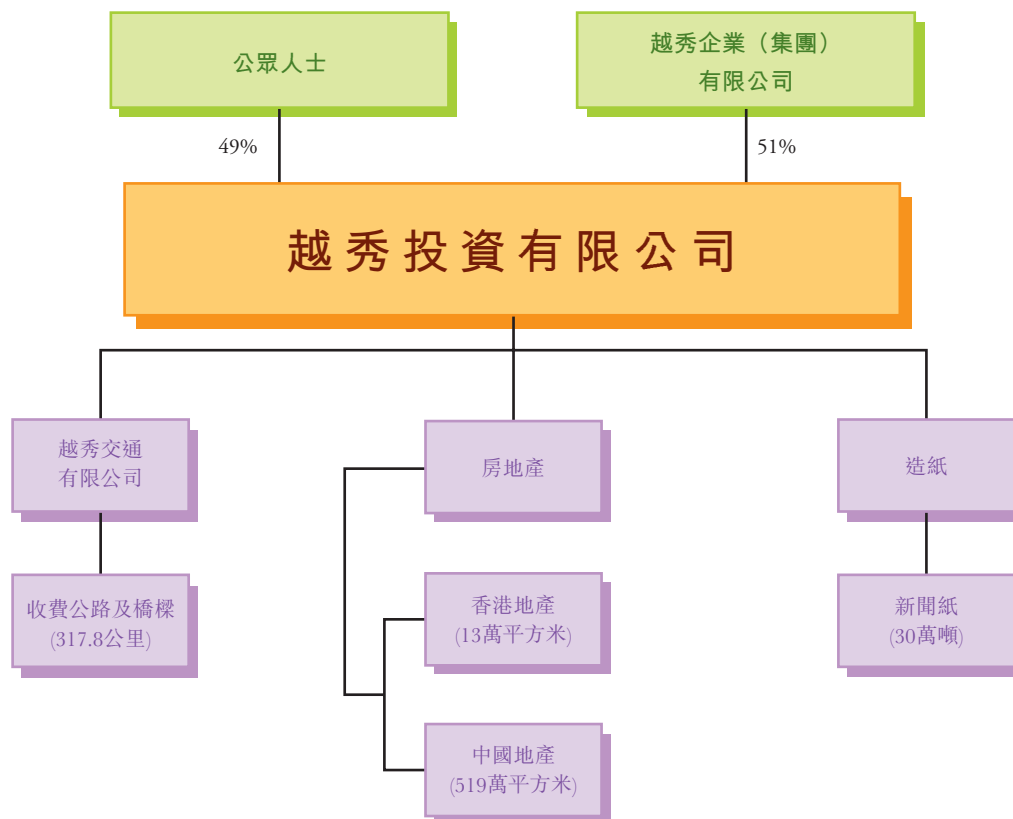 公眾人士
越秀企業（集團）
有限公司
49%
51%
越秀投資有限公司
越秀交通
有限公司
房地產
造紙
收費公路及橋樑
(317.8公里)
香港地產
(13萬平方米)
新聞紙
(30萬噸)
中國地產
(519萬平方米)